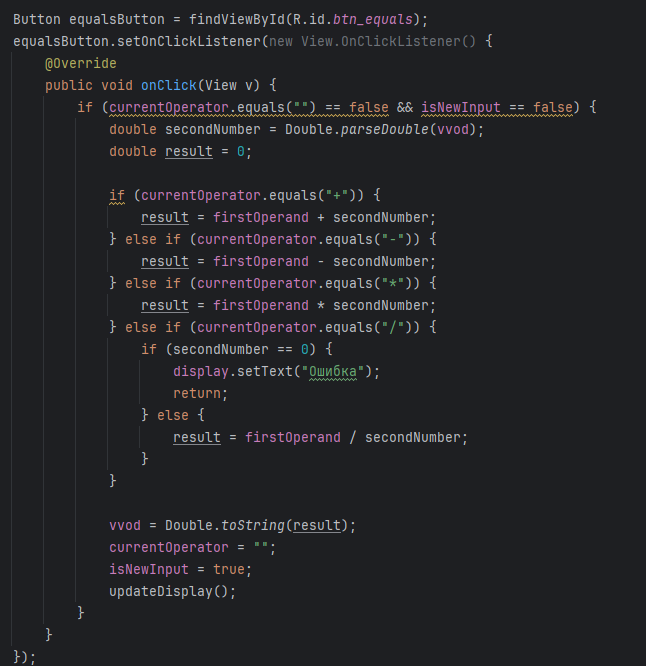 Button equalsButton = findViewById(R.id.btn_equals);
equalsButton.setOnClickListener(new View.OnClickListener() {
    @Override
    public void onClick(View v) {
        if (currentOperator.equals("") == false && isNewInput == false) {
            double secondNumber = Double.parseDouble(vvod);
            double result = 0;

            if (currentOperator.equals("+")) {
                result = firstOperand + secondNumber;
            } else if (currentOperator.equals("-")) {
                result = firstOperand - secondNumber;
            } else if (currentOperator.equals("*")) {
                result = firstOperand * secondNumber;
            } else if (currentOperator.equals("/")) {
                if (secondNumber == 0) {
                    display.setText("Ошибка");
                    return;
                } else {
                    result = firstOperand / secondNumber;
                }
            }

            vvod = Double.toString(result);
            currentOperator = "";
            isNewInput = true;
            updateDisplay();
        }
    }
});